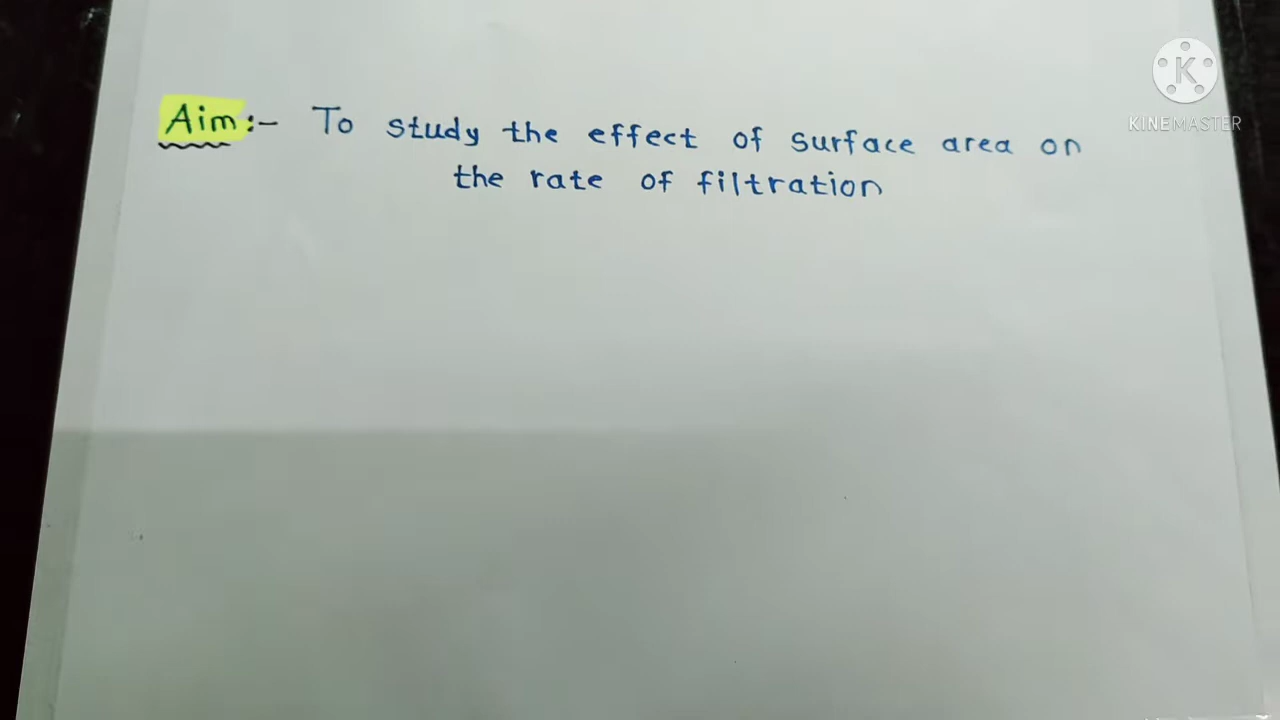 Aim:- To study the effect of surface area on
the rate of filtration
K
KINEMASTER